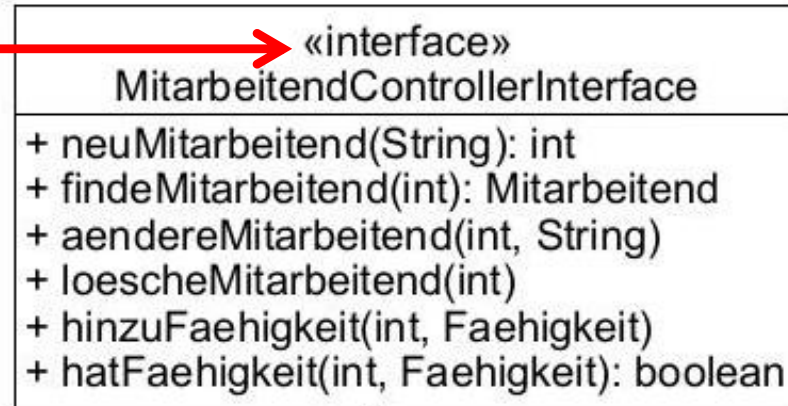 «interface»
MitarbeitendControllerInterface
+ neuMitarbeitend(String): int
+ findeMitarbeitend(int): Mitarbeitend
+ aendereMitarbeitend(int, String)
+ loescheMitarbeitend(int)
+ hinzuFaehigkeit(int, Faehigkeit)
+ hatFaehigkeit(int, Faehigkeit): boolean